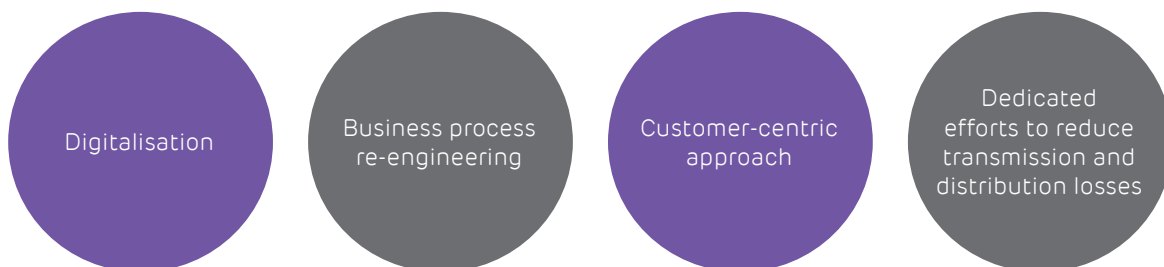 Digitalisation
Business process
re-engineering
Customer-centric
approach
Dedicated
efforts to reduce
transmission and
distribution losses